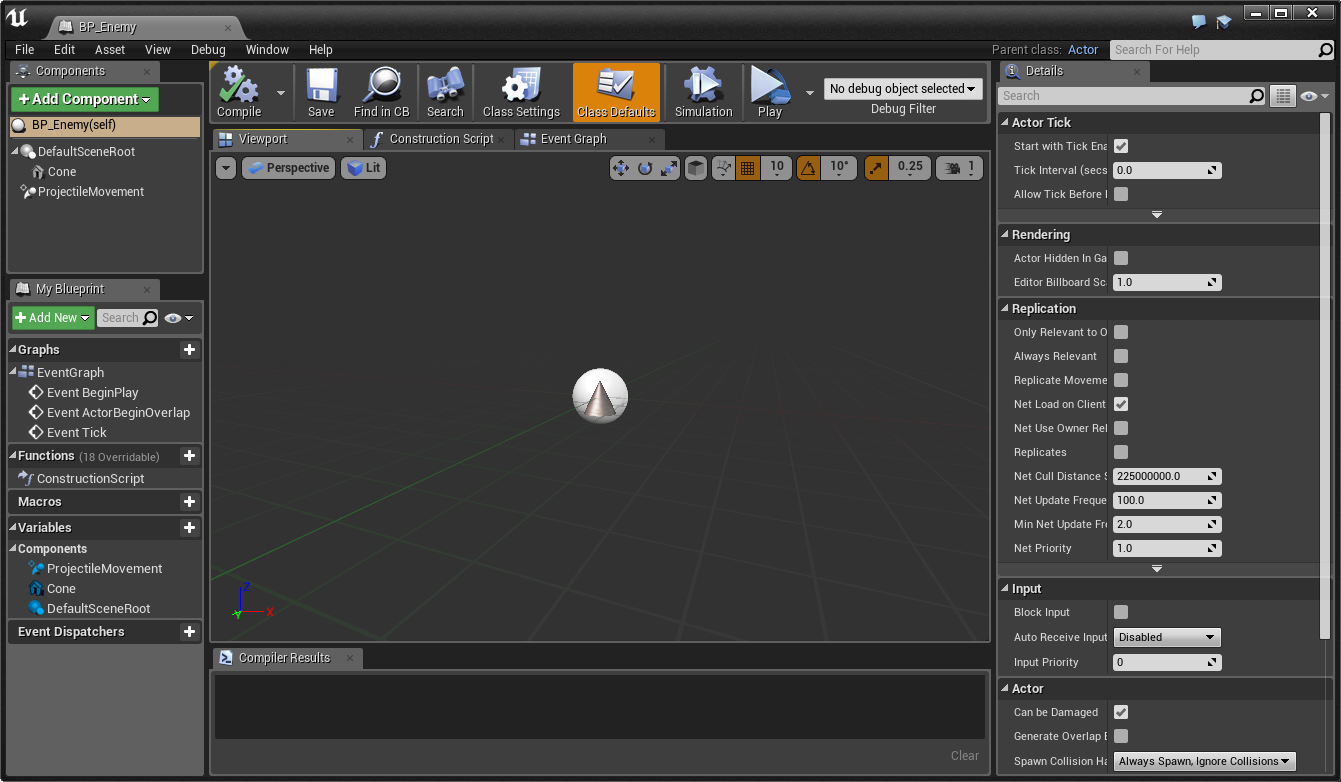 BP_Enemy
File Edit Asset View Debug Window Help
Parent class: Actor
Search For Help
Components
Add Component
BP_Enemy(self)
DefaultSceneRoot
Cone
ProjectileMovement
My Blueprint
Add New
Search
Graphs
EventGraph
Event BeginPlay
Event ActorBeginOverlap
Event Tick
Functions (18 Overridable)
ConstructionScript
Macros
Variables
Components
ProjectileMovement
Cone
DefaultSceneRoot
Event Dispatchers
Compile
Save
Find in CB
Search
Class Settings
Class Defaults
Simulation
Play
No debug object selected
Debug Filter
Viewport
Construction Script
Event Graph
Perspective
Lit
10
10°
0.25
1
Z
X
Y
Compiler Results
Clear
Details
Search
Actor Tick
Start with Tick Ena
Tick Interval (secs 0.0
Allow Tick Before
Rendering
Actor Hidden In Ga
Editor Billboard Sc 1.0
Replication
Only Relevant to O
Always Relevant
Replicate Moveme
Net Load on Client
Net Use Owner Rel
Replicates
Net Cull Distance S 225000000.0
Net Update Freque 100.0
Min Net Update Fre 2.0
Net Priority 1.0
Input
Block Input
Auto Receive Input Disabled
Input Priority 0
Actor
Can be Damaged
Generate Overlap E
Spawn Collision Ha Always Spawn, Ignore Collisions